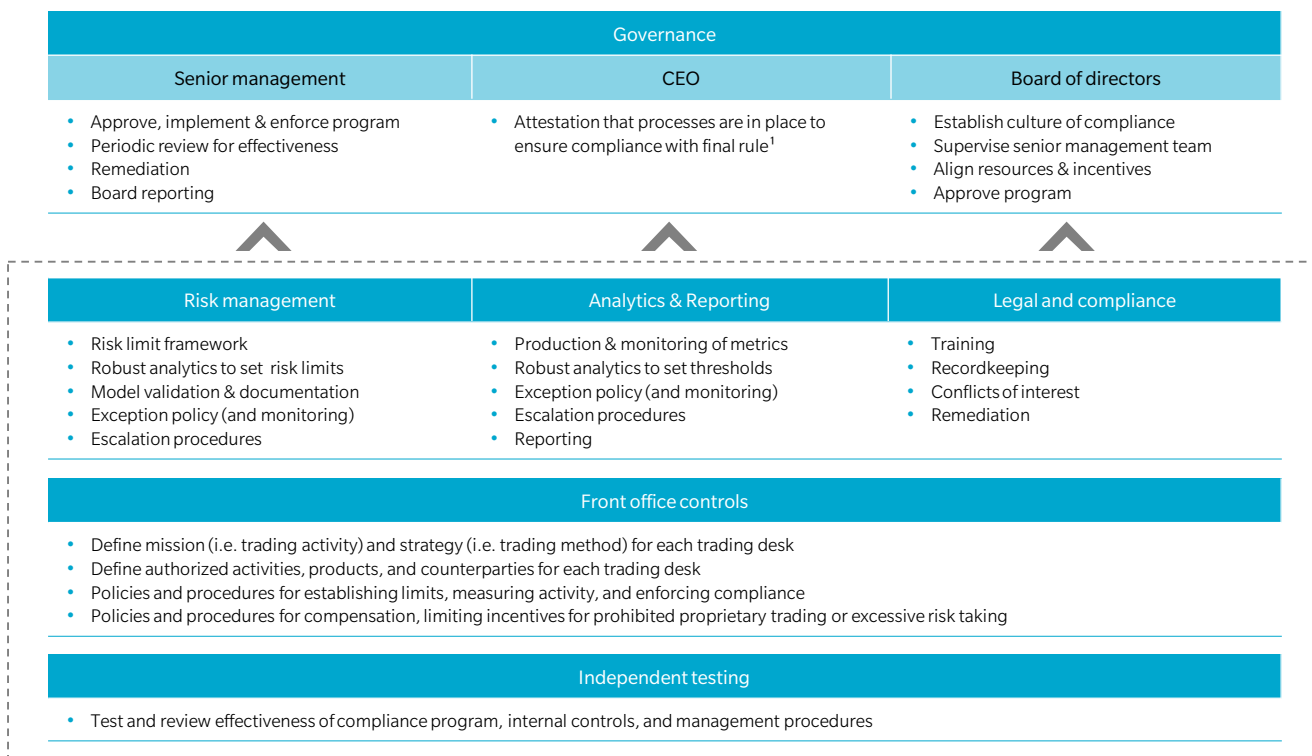 Governance
Senior management
CEO
Board of directors
• Approve, implement & enforce program
• Periodic review for effectiveness
• Remediation
• Board reporting
• Attestation that processes are in place to
ensure compliance with final rule¹
• Establish culture of compliance
• Supervise senior management team
• Align resources & incentives
• Approve program
Risk management
Analytics & Reporting
Legal and compliance
• Risk limit framework
• Robust analytics to set risk limits
• Model validation & documentation
• Exception policy (and monitoring)
• Escalation procedures
• Production & monitoring of metrics
• Robust analytics to set thresholds
• Exception policy (and monitoring)
• Escalation procedures
• Reporting
• Training
• Recordkeeping
• Conflicts of interest
• Remediation
Front office controls
• Define mission (i.e. trading activity) and strategy (i.e. trading method) for each trading desk
• Define authorized activities, products, and counterparties for each trading desk
• Policies and procedures for establishing limits, measuring activity, and enforcing compliance
• Policies and procedures for compensation, limiting incentives for prohibited proprietary trading or excessive risk taking
Independent testing
• Test and review effectiveness of compliance program, internal controls, and management procedures